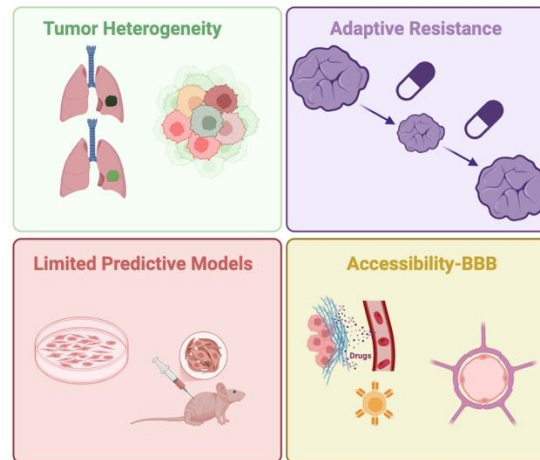 Tumor Heterogeneity
Adaptive Resistance
Limited Predictive Models
Accessibility-BBB
Drugs